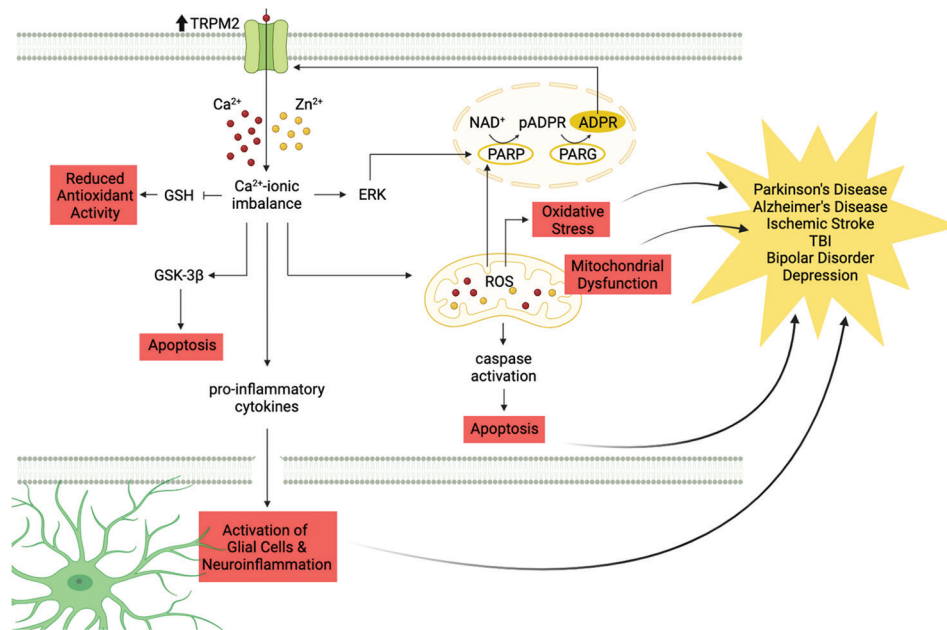 TRPM2
Ca²⁺
Zn²⁺
NAD⁺
pADPR
ADPR
PARP
PARG
Reduced
Antioxidant
Activity
GSH
Ca²⁺-ionic
imbalance
ERK
Oxidative
Stress
Parkinson's Disease
Alzheimer's Disease
Ischemic Stroke
TBI
Bipolar Disorder
Depression
GSK-3β
ROS
Mitochondrial
Dysfunction
Apoptosis
caspase
activation
pro-inflammatory
cytokines
Apoptosis
Activation of
Glial Cells &
Neuroinflammation